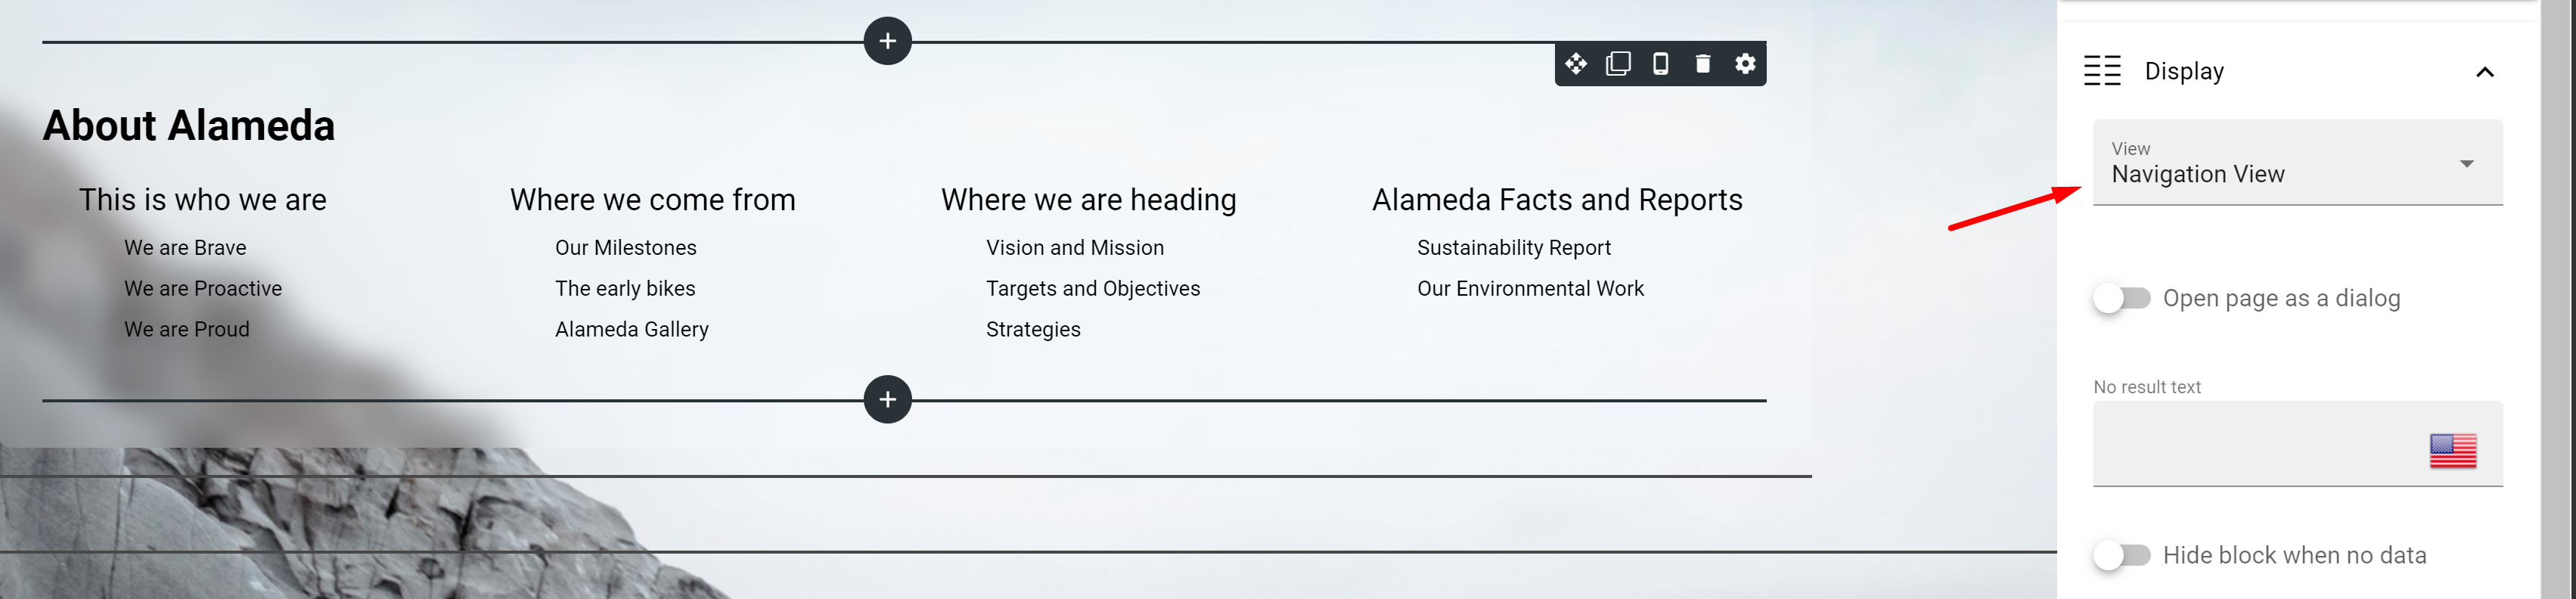 Display
About Alameda
View
Navigation View
This is who we are
Where we come from
Where we are heading
Alameda Facts and Reports
We are Brave
Our Milestones
Vision and Mission
Sustainability Report
We are Proactive
The early bikes
Targets and Objectives
Our Environmental Work
We are Proud
Alameda Gallery
Strategies
Open page as a dialog
No result text
Hide block when no data